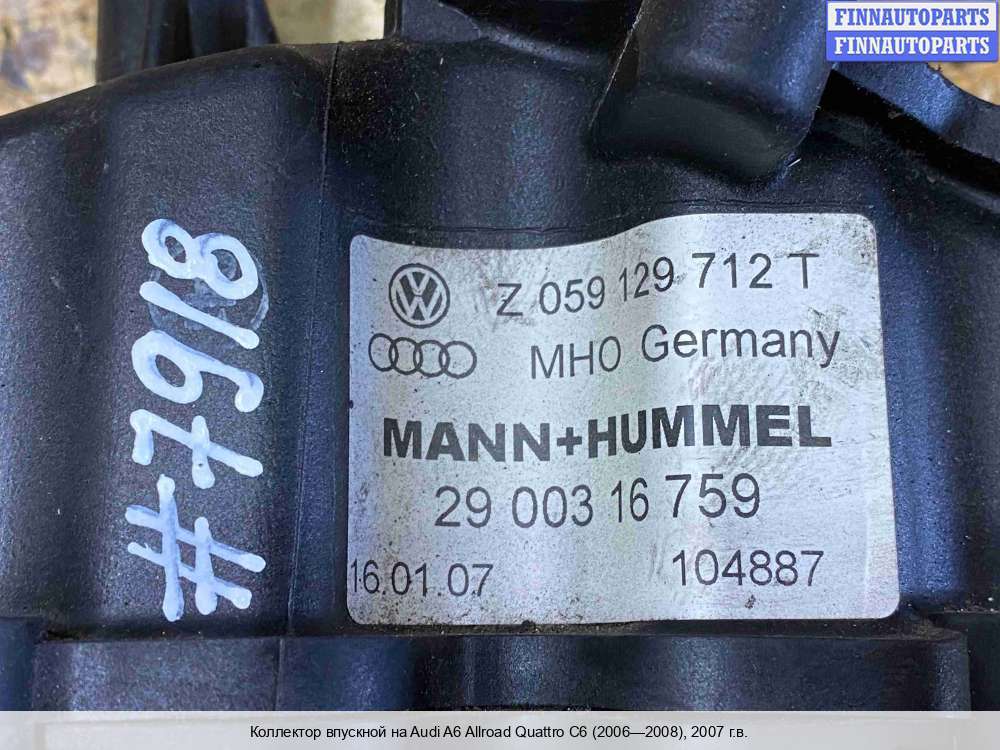 FINNAUTOPARTS
FINNAUTOPARTS
#7918
Z 059 129 712 T
MHO Germany
MANN+HUMMEL
29 003 16 759
16.01.07 104887
Коллектор впускной на Audi A6 Allroad Quattro C6 (2006—2008), 2007 г.в.